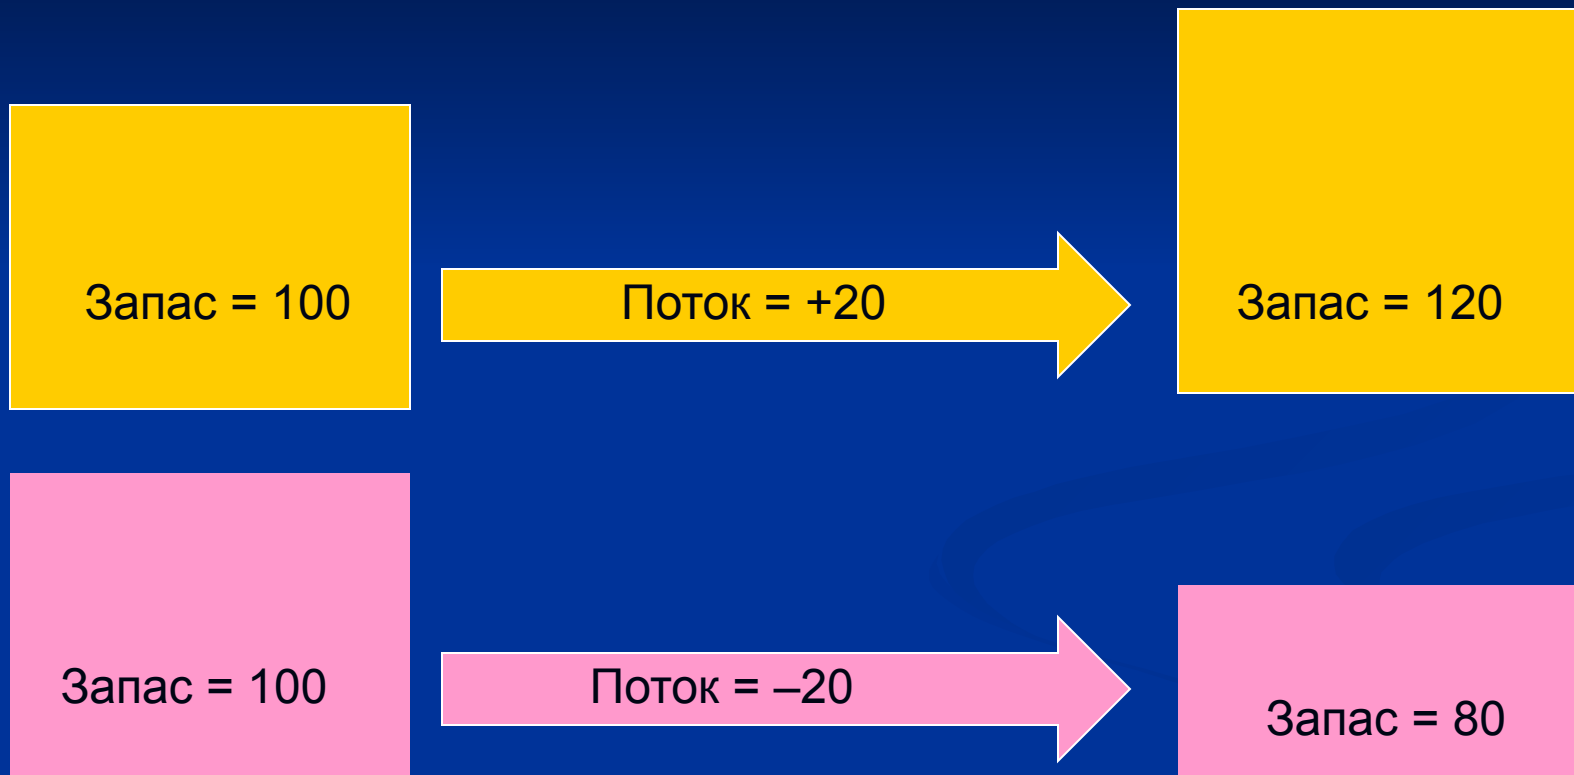 Запас = 100
Поток = +20
Запас = 120
Запас = 100
Поток = –20
Запас = 80